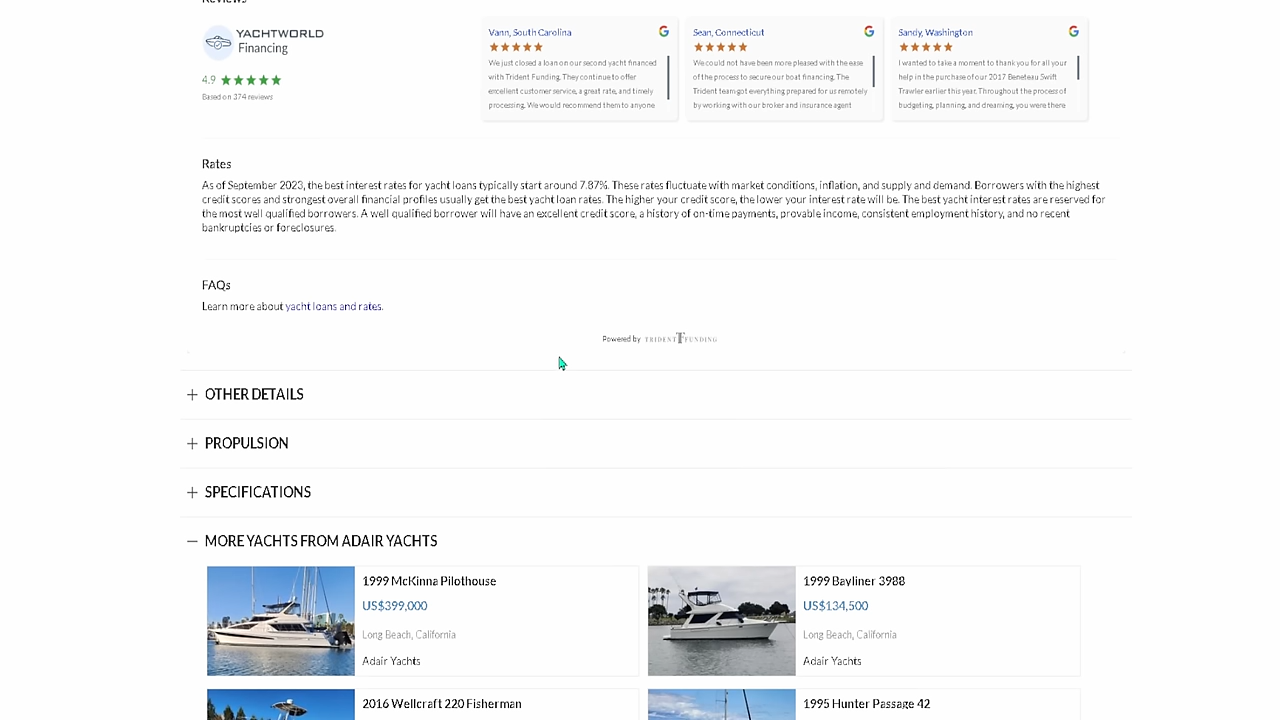 Reviews
YACHTWORLD
Financing
4.9
Based on 374 reviews
Vann, South Carolina
We just closed a loan on our second yacht financed
with Trident Funding. They continue to offer
excellent customer service, a great rate, and timely
processing. We would recommend them to anyone
Sean, Connecticut
We could not have been more pleased with the ease
of the process to secure our boat financing. The
Trident team got everything prepared for us remotely
by working with our broker and insurance agent
Sandy, Washington
I wanted to take a moment to thank you for all your
help in the purchase of our 2017 Beneteau Swift
Trawler earlier this year. Throughout the process of
budgeting, planning, and dreaming, you were there
Rates
As of September 2023, the best interest rates for yacht loans typically start around 7.87%. These rates fluctuate with market conditions, inflation, and supply and demand. Borrowers with the highest
credit scores and strongest overall financial profiles usually get the best yacht loan rates. The higher your credit score, the lower your interest rate will be. The best yacht interest rates are reserved for
the most well qualified borrowers. A well qualified borrower will have an excellent credit score, a history of on-time payments, provable income, consistent employment history, and no recent
bankruptcies or foreclosures.
FAQs
Learn more about yacht loans and rates.
Powered by TRIDENT FUNDING
OTHER DETAILS
PROPULSION
SPECIFICATIONS
MORE YACHTS FROM ADAIR YACHTS
1999 McKinna Pilothouse
US$399,000
Long Beach, California
Adair Yachts
1999 Bayliner 3988
US$134,500
Long Beach, California
Adair Yachts
2016 Wellcraft 220 Fisherman
1995 Hunter Passage 42